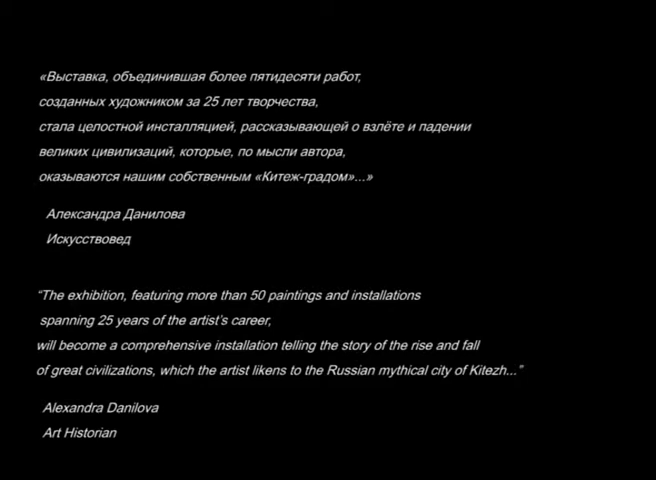 «Выставка, объединившая более пятидесяти работ,
созданных художником за 25 лет творчества,
стала целостной инсталляцией, рассказывающей о взлёте и падении
великих цивилизаций, которые, по мысли автора,
оказываются нашим собственным «Китеж-градом»...»
Александра Данилова
Искусствовед
“The exhibition, featuring more than 50 paintings and installations
spanning 25 years of the artist’s career,
will become a comprehensive installation telling the story of the rise and fall
of great civilizations, which the artist likens to the Russian mythical city of Kitezh...”
Alexandra Danilova
Art Historian